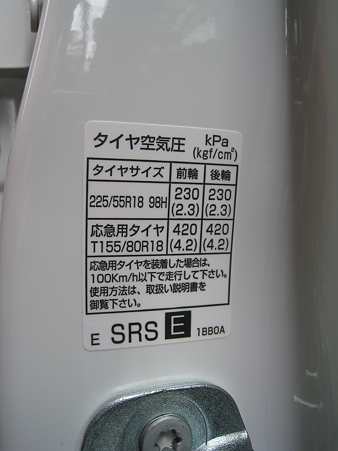 タイヤ空気圧 kPa
(kgf/c㎡)
タイヤサイズ 前輪 後輪
225/55R18 98H 230 230
(2.3) (2.3)
応急用タイヤ 420 420
T155/80R18 (4.2) (4.2)
応急用タイヤを装着した場合は、
100Km/h以下で走行して下さい。
使用方法は、取扱い説明書を
御覧下さい。
E SRS E 1BB0A